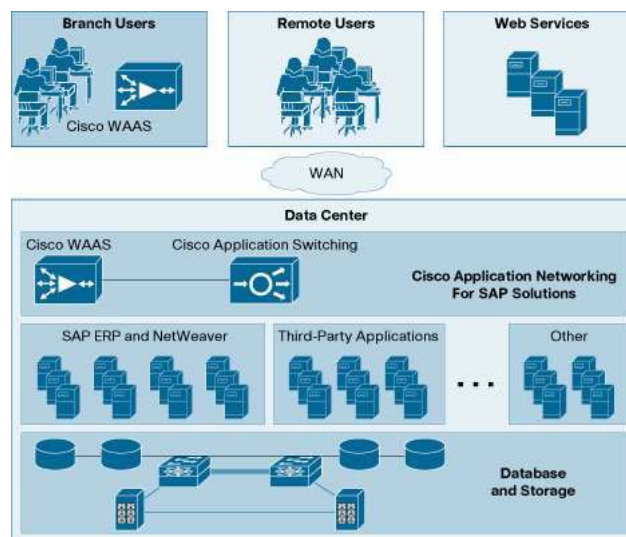 Branch Users
Remote Users
Web Services
Cisco WAAS
WAN
Data Center
Cisco WAAS
Cisco Application Switching
Cisco Application Networking
For SAP Solutions
SAP ERP and NetWeaver
Third-Party Applications
...
Other
Database
and Storage